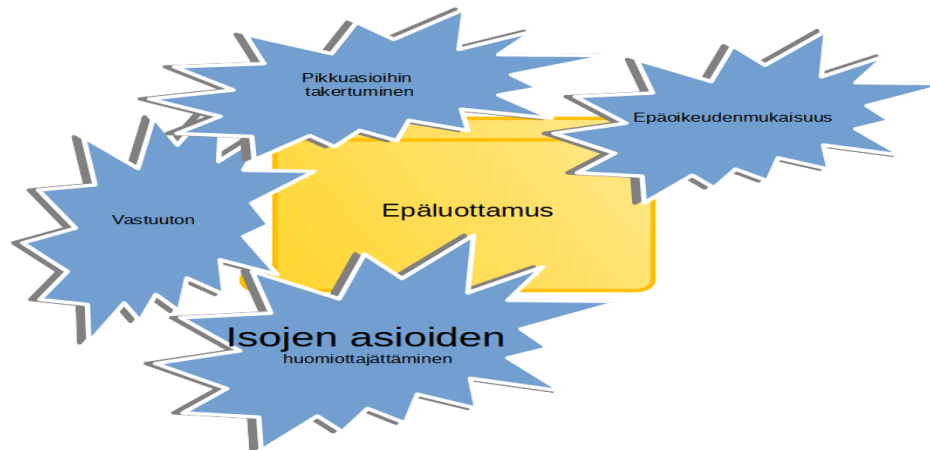 Pikkuasioihin
takertuminen
Epäoikeudenmukaisuus
Vastuuton
Epäluottamus
Isojen asioiden
huomiottajättäminen